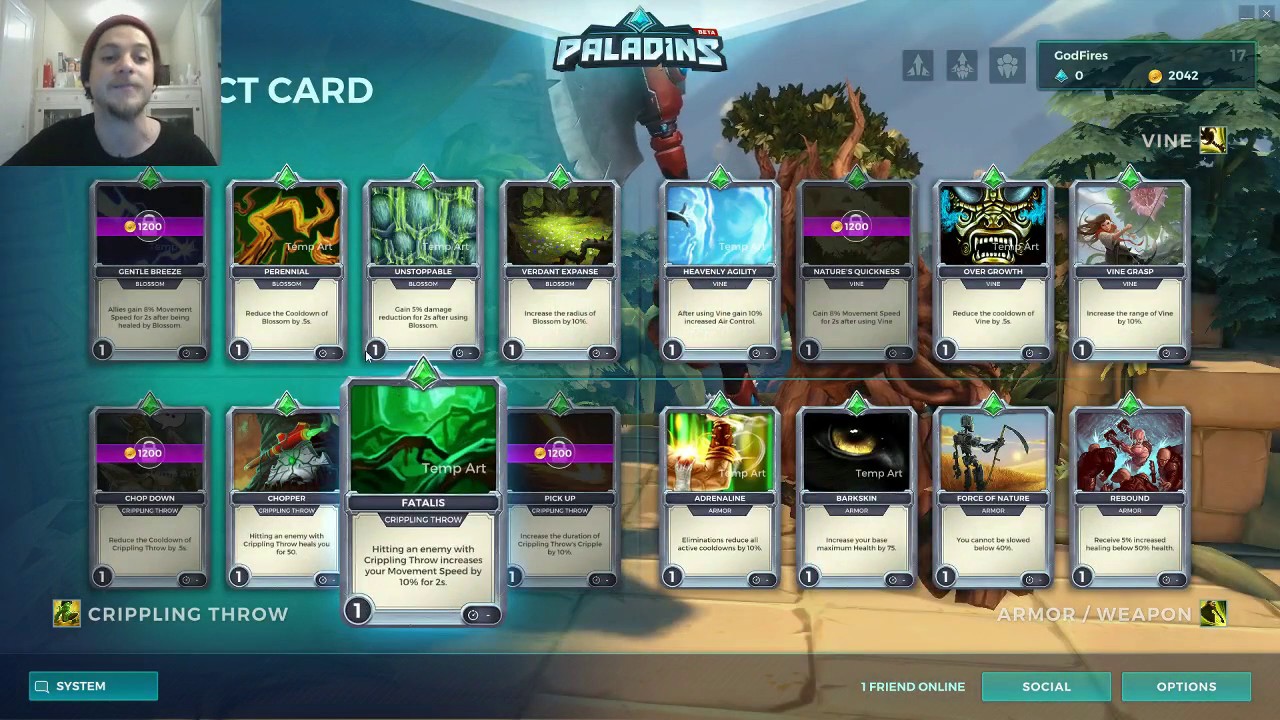 BETA
PALADINS
GodFires
17
0
2042
CT CARD
VINE
1200
Temp Art
Temp Art
Temp Art
1200
Temp Art
GENTLE BREEZE
BLOSSOM
Allies gain 8% Movement
Speed for 2s after being
healed by Blossom.
1
-
PERENNIAL
BLOSSOM
Reduce the Cooldown of
Blossom by .5s.
1
-
UNSTOPPABLE
BLOSSOM
Gain 5% damage
reduction for 2s after using
Blossom.
1
-
VERDANT EXPANSE
BLOSSOM
Increase the radius of
Blossom by 10%.
1
-
HEAVENLY AGILITY
VINE
After using Vine gain 10%
increased Air Control.
1
-
NATURE'S QUICKNESS
VINE
Gain 8% Movement Speed
for 2s after using Vine
1
-
OVER GROWTH
VINE
Reduce the cooldown of
Vine by .5s.
1
-
VINE GRASP
VINE
Increase the range of Vine
by 10%.
1
-
1200
CHOP DOWN
CRIPPLING THROW
Reduce the Cooldown of
Crippling Throw by .5s.
1
-
CHOPPER
CRIPPLING THROW
Hitting an enemy with
Crippling Throw heals you
for 50.
1
-
Temp Art
FATALIS
CRIPPLING THROW
Hitting an enemy with
Crippling Throw increases
your Movement Speed by
10% for 2s.
1
-
1200
PICK UP
CRIPPLING THROW
Increase the duration of
Crippling Throw's Cripple
by 10%.
1
-
Temp Art
ADRENALINE
ARMOR
Eliminations reduce all
active cooldowns by 10%.
1
-
Temp Art
BARKSKIN
ARMOR
Increase your base
maximum Health by 75.
1
-
FORCE OF NATURE
ARMOR
You cannot be slowed
below 40%.
1
-
REBOUND
ARMOR
Receive 5% increased
healing below 50% health.
1
-
CRIPPLING THROW
ARMOR / WEAPON
SYSTEM
1 FRIEND ONLINE
SOCIAL
OPTIONS